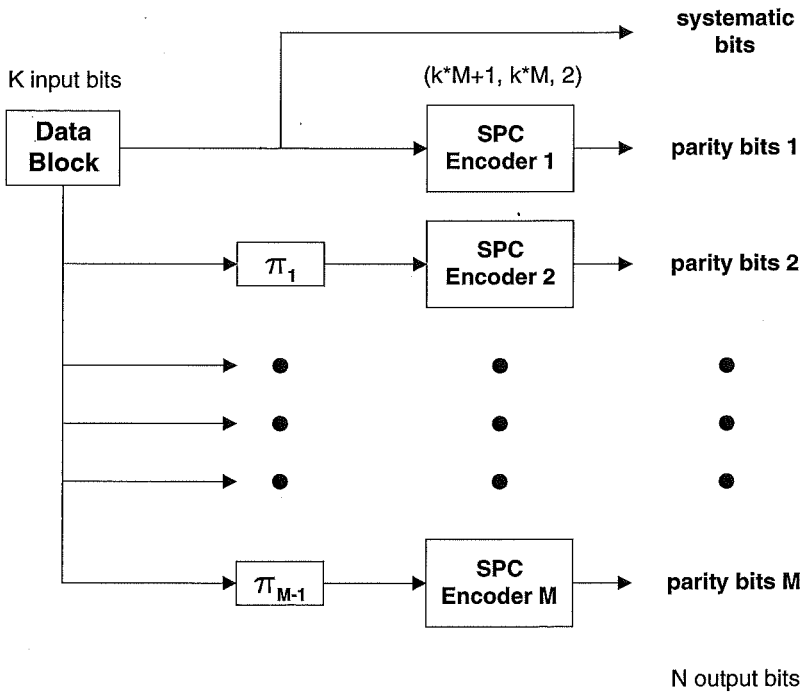 systematic
bits
K input bits
(k*M+1, k*M, 2)
Data
Block
SPC
Encoder 1
parity bits 1
π1
SPC
Encoder 2
parity bits 2
πM-1
SPC
Encoder M
parity bits M
N output bits